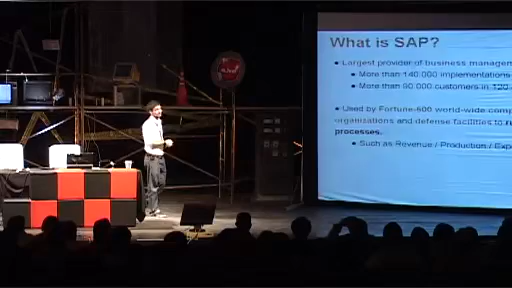 What is SAP?
Largest provider of business managem
More than 140.000 implementations
More than 90.000 customers in 120
Used by Fortune-500 world-wide comp
organisations and defense facilities to ru
processes.
Such as Revenue / Production / Exp